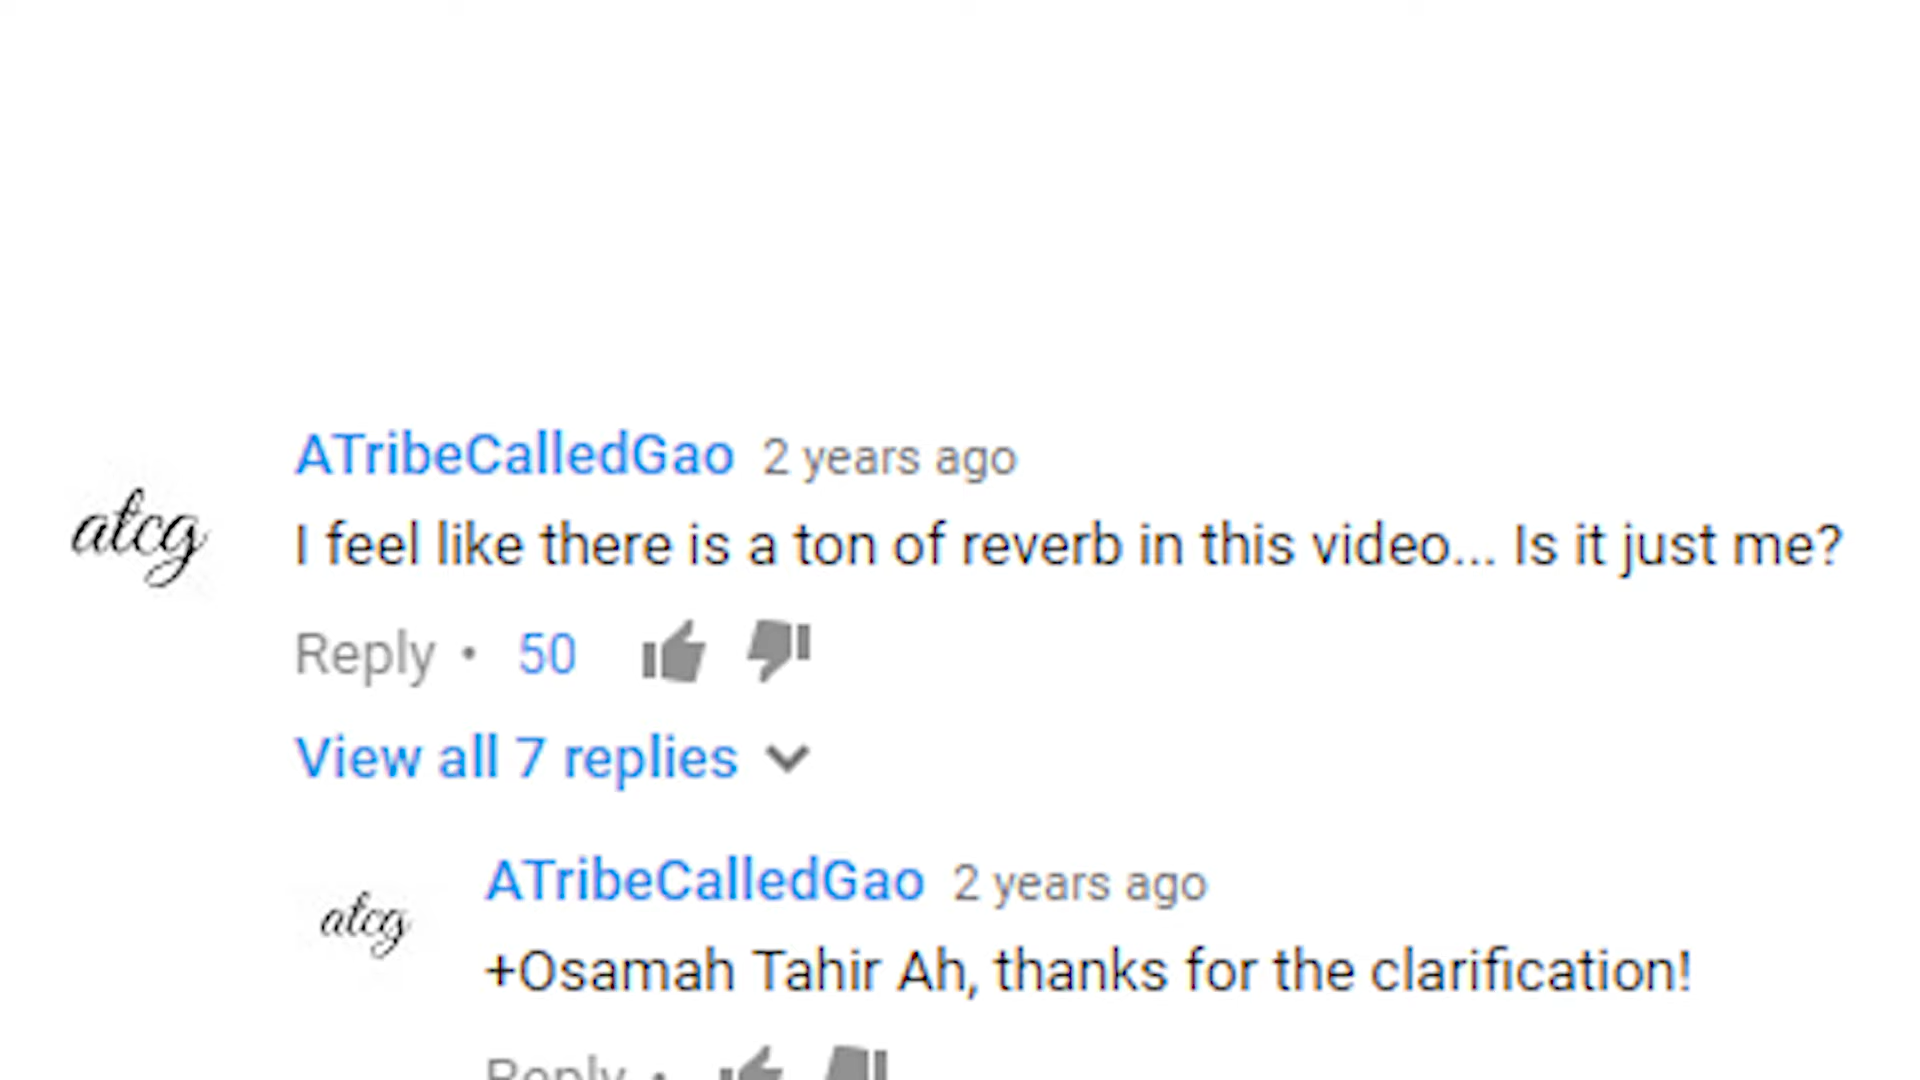 ATribeCalledGao 2 years ago
atcg
I feel like there is a ton of reverb in this video... Is it just me?
Reply • 50
View all 7 replies
ATribeCalledGao 2 years ago
atcg
+Osamah Tahir Ah, thanks for the clarification!
Reply •